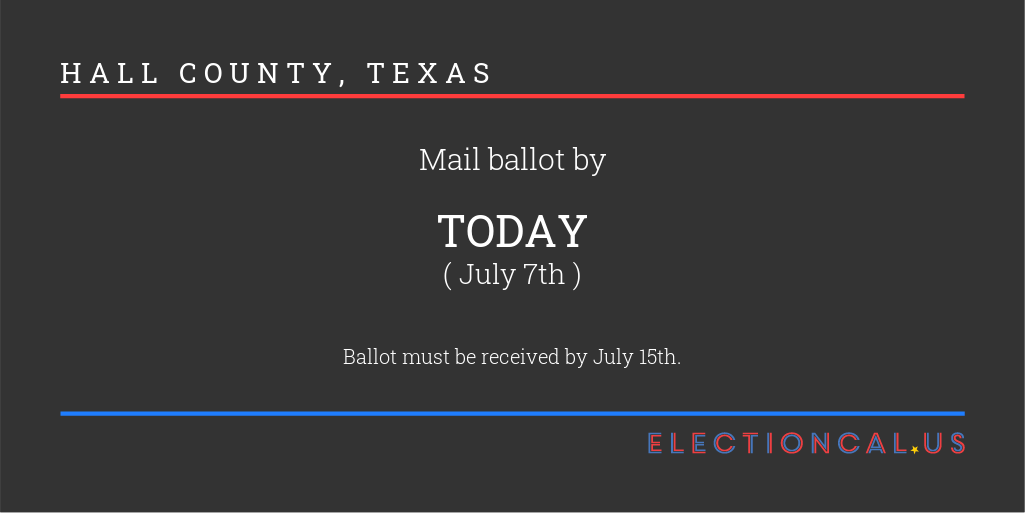 HALL COUNTY, TEXAS
Mail ballot by
TODAY
( July 7th )
Ballot must be received by July 15th.
ELECTIONCAL.US